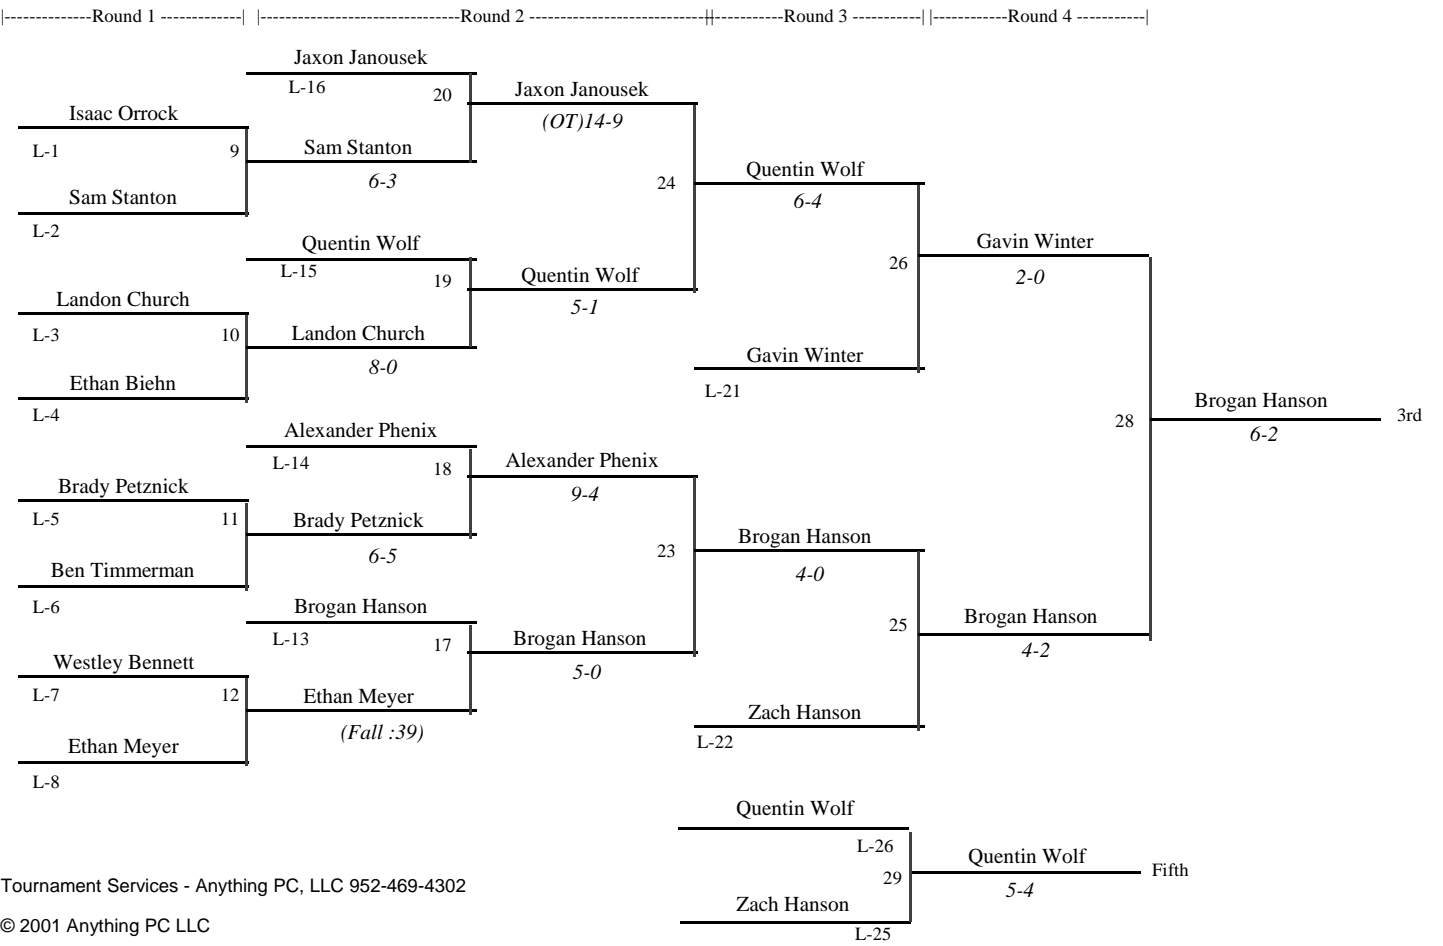 |--------------Round 1 -------------| |--------------------------------Round 2 -----------------------------||------------Round 3 -----------| |------------Round 4 -----------|
Jaxon Janousek
L-16
20
Jaxon Janousek
(OT)14-9
Isaac Orrock
L-1
9
Sam Stanton
6-3
Sam Stanton
L-2
24
Quentin Wolf
6-4
Quentin Wolf
L-15
19
Quentin Wolf
5-1
Landon Church
L-3
10
Landon Church
8-0
Ethan Biehn
L-4
26
Gavin Winter
2-0
Gavin Winter
L-21
Alexander Phenix
L-14
18
Alexander Phenix
9-4
Brady Petznick
L-5
11
Brady Petznick
6-5
Ben Timmerman
L-6
23
Brogan Hanson
4-0
28
Brogan Hanson
6-2
3rd
Brogan Hanson
L-13
17
Brogan Hanson
5-0
25
Brogan Hanson
4-2
Westley Bennett
L-7
12
Ethan Meyer
(Fall :39)
Ethan Meyer
L-8
Zach Hanson
L-22
Quentin Wolf
L-26
29
Quentin Wolf
5-4
Fifth
Zach Hanson
L-25
Tournament Services - Anything PC, LLC 952-469-4302
© 2001 Anything PC LLC